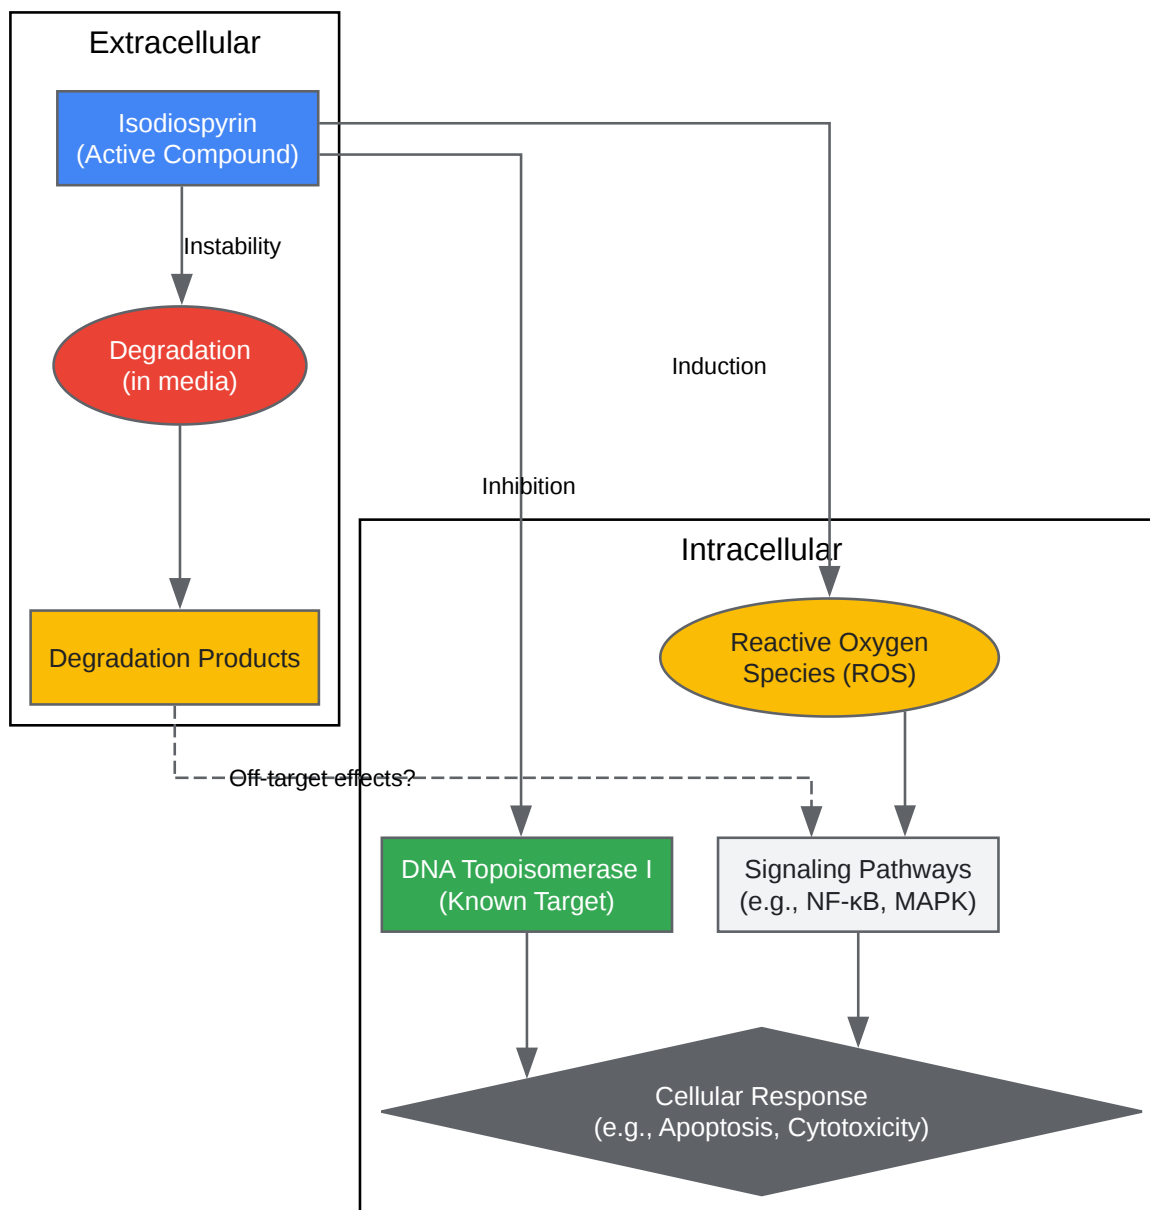 Extracellular
Isodiospyrin
(Active Compound)
Instability
Degradation
(in media)
Induction
Inhibition
Intracellular
Reactive Oxygen
Species (ROS)
Degradation Products
Off-target effects?
DNA Topoisomerase I
(Known Target)
Signaling Pathways
(e.g., NF-κB, MAPK)
Cellular Response
(e.g., Apoptosis, Cytotoxicity)